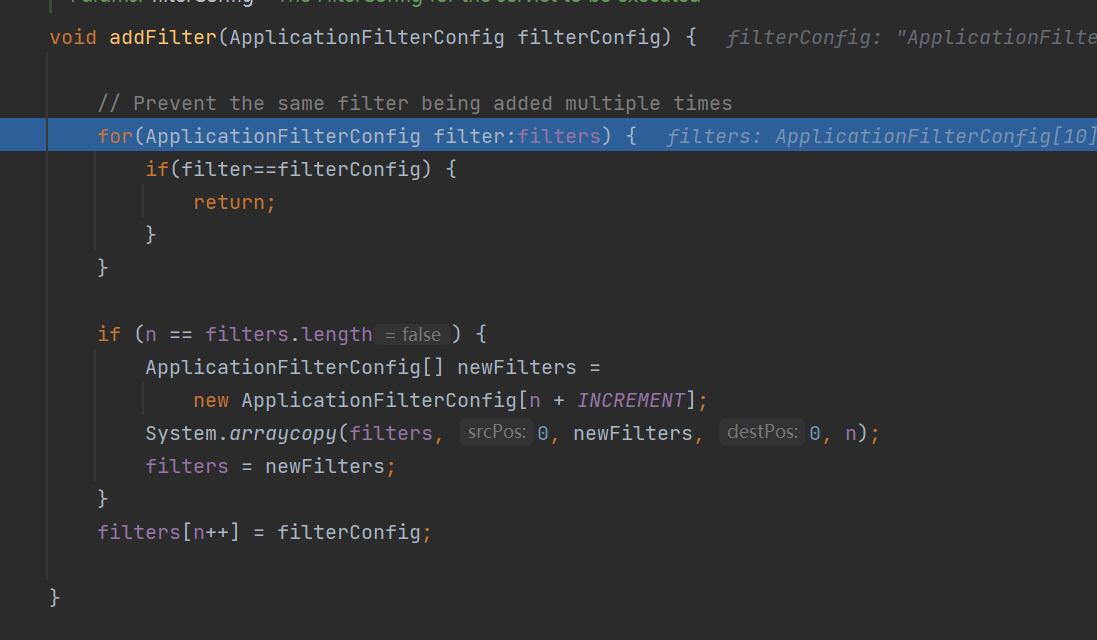 Params: filterConfig – The FilterConfig for the servlet to be executed
void addFilter(ApplicationFilterConfig filterConfig) {  filterConfig: "ApplicationFilte
// Prevent the same filter being added multiple times
for(ApplicationFilterConfig filter:filters) {  filters: ApplicationFilterConfig[10]
if(filter==filterConfig) {
return;
}
}
if (n == filters.length = false ) {
ApplicationFilterConfig[] newFilters =
new ApplicationFilterConfig[n + INCREMENT];
System.arraycopy(filters, srcPos: 0, newFilters, destPos: 0, n);
filters = newFilters;
}
filters[n++] = filterConfig;
}